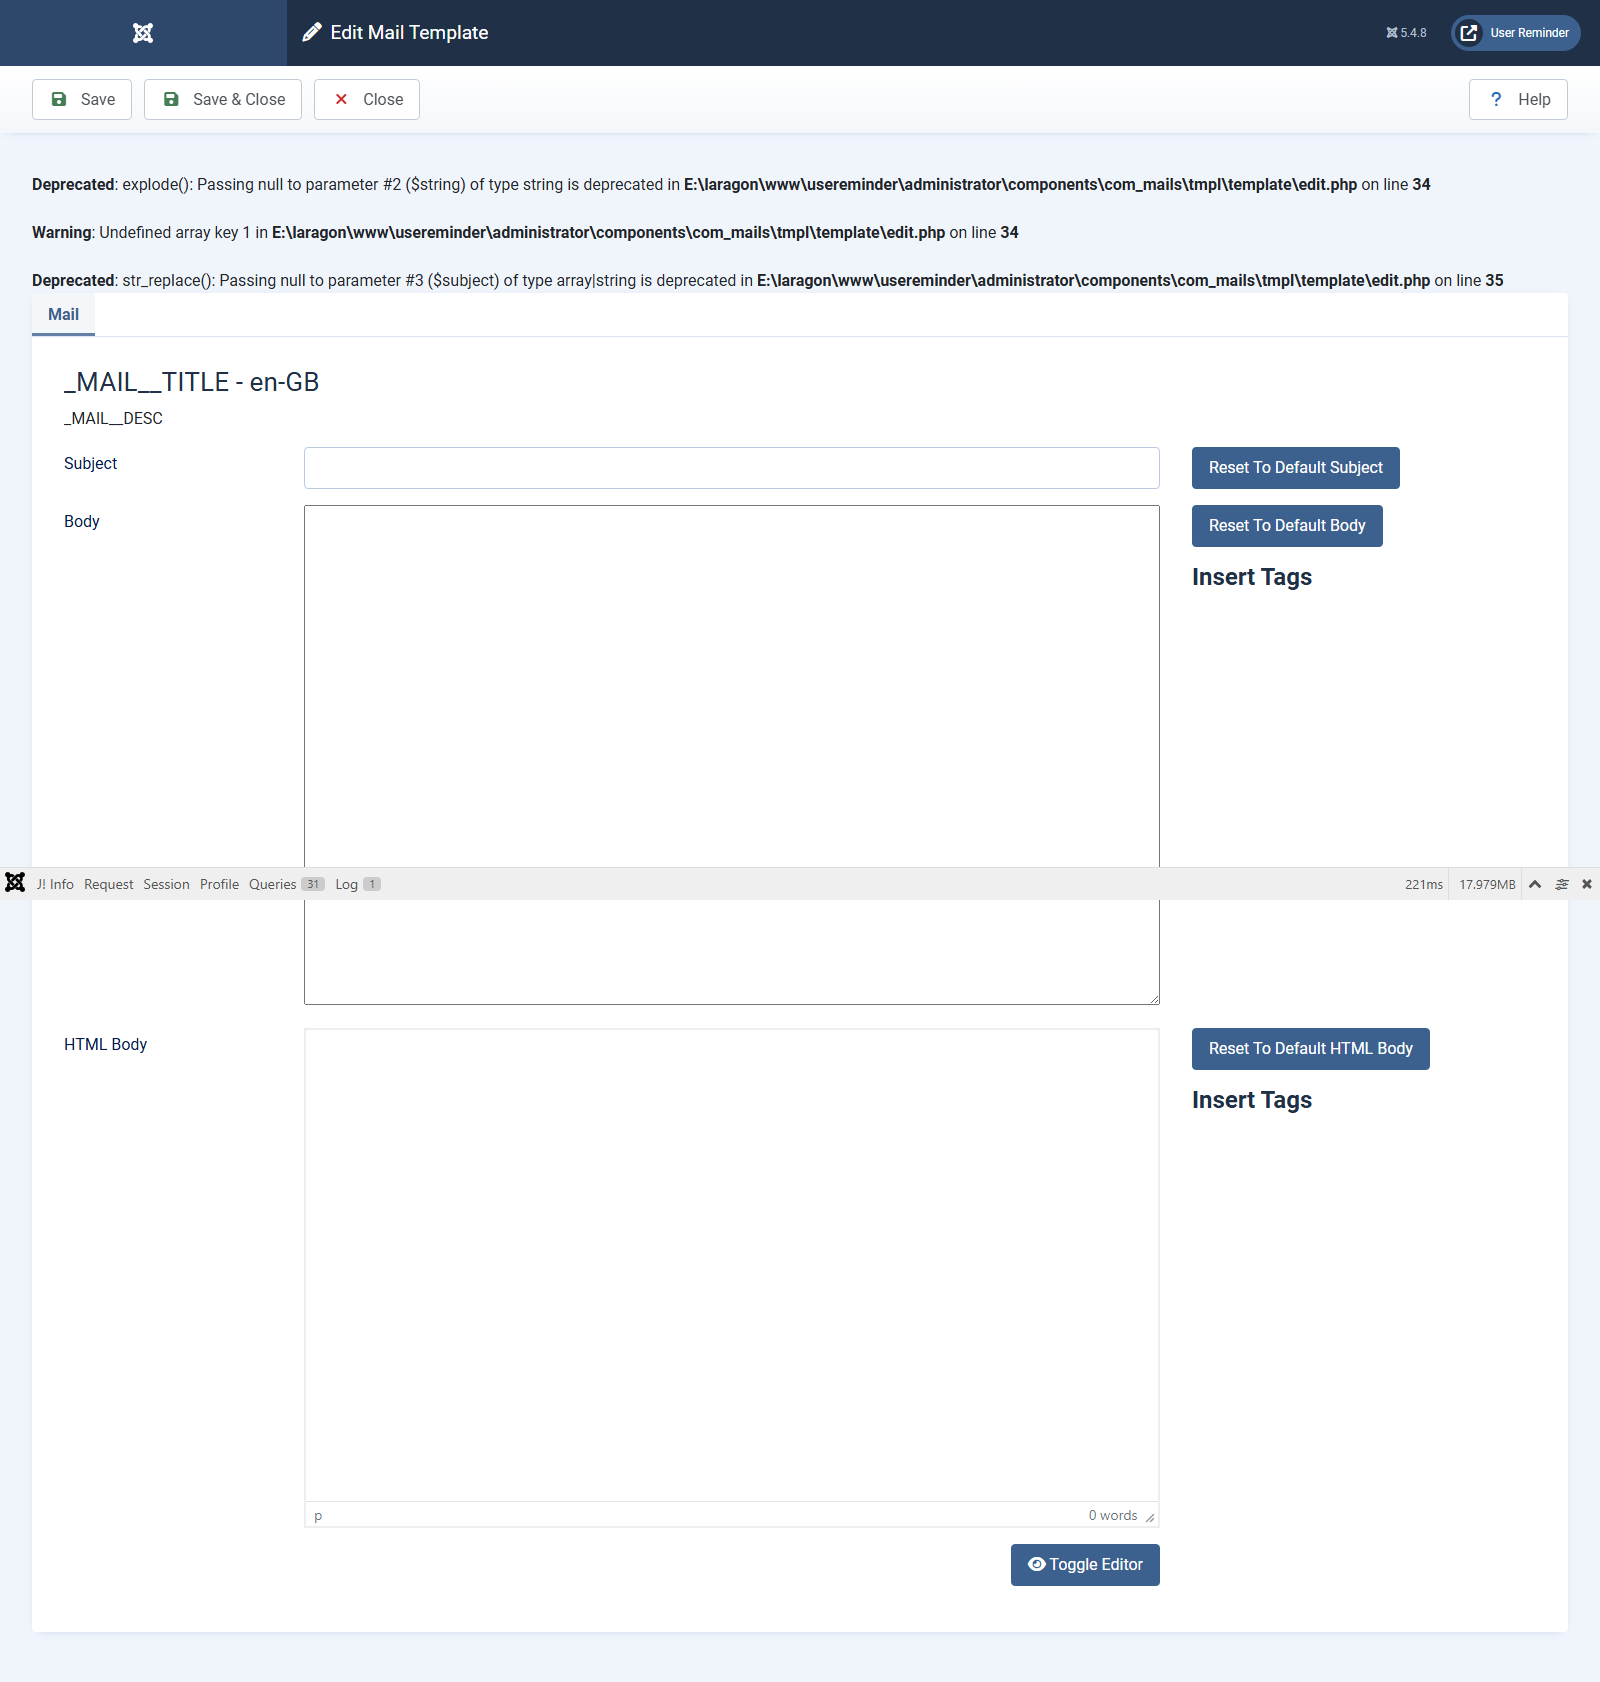 Edit Mail Template
5.4.8
User Reminder
Save
Save & Close
Close
? Help
Deprecated: explode(): Passing null to parameter #2 ($string) of type string is deprecated in E:\laragon\www\usereminder\administrator\components\com_mails\tmpl\template\edit.php on line 34
Warning: Undefined array key 1 in E:\laragon\www\usereminder\administrator\components\com_mails\tmpl\template\edit.php on line 34
Deprecated: str_replace(): Passing null to parameter #3 ($subject) of type array|string is deprecated in E:\laragon\www\usereminder\administrator\components\com_mails\tmpl\template\edit.php on line 35
Mail
_MAIL__TITLE - en-GB
_MAIL__DESC
Subject
Reset To Default Subject
Body
Reset To Default Body
Insert Tags
J! Info Request Session Profile Queries 31 Log 1 221ms 17.979MB
HTML Body
Reset To Default HTML Body
Insert Tags
p
0 words
Toggle Editor